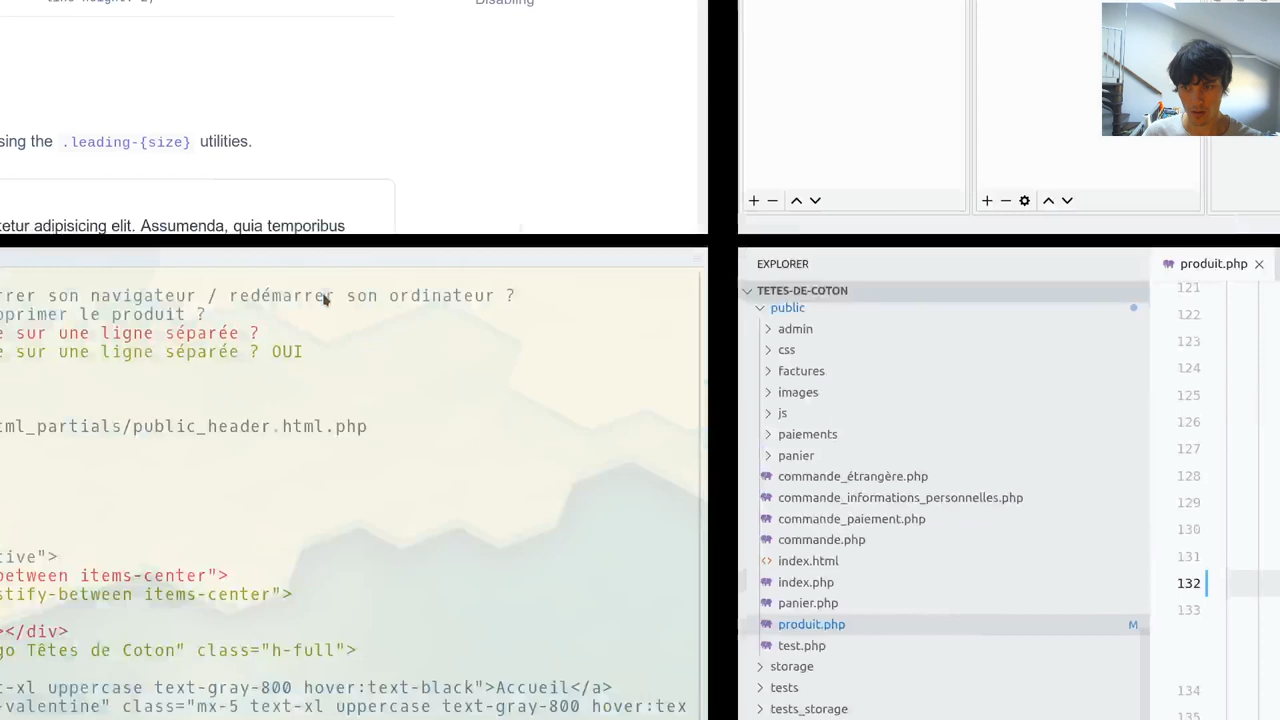 Disabling
sing the .leading-{size} utilities.
etur adipisicing elit. Assumenda, quia temporibus
rer son navigateur / redémarrer son ordinateur ?
primer le produit ?
e sur une ligne séparée ?
e sur une ligne séparée ? OUI
ml_partials/public_header.html.php
tive">
between items-center">
stify-between items-center">
></div>
go Têtes de Coton" class="h-full">
t-xl uppercase text-gray-800 hover:text-black">Accueil</a>
-valentine" class="mx-5 text-xl uppercase text-gray-800 hover:tex
EXPLORER
TETES-DE-COTON
public
admin
css
factures
images
js
paiements
panier
commande_étrangère.php
commande_informations_personnelles.php
commande_paiement.php
commande.php
index.html
index.php
panier.php
produit.php M
test.php
storage
tests
tests_storage
produit.php
121
122
123
124
125
126
127
128
129
130
131
132
133
134
135